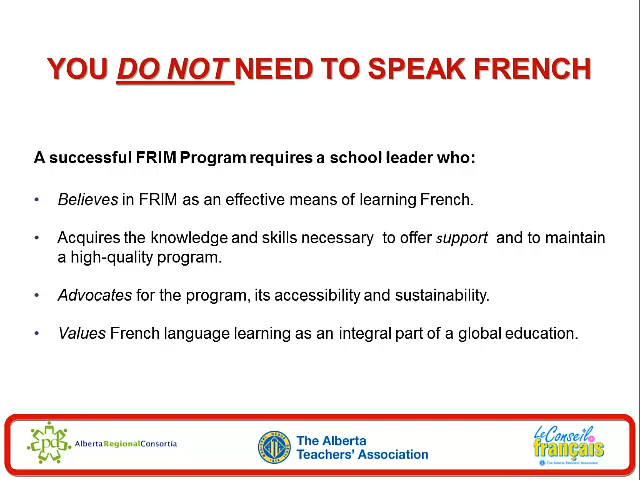 YOU DO NOT NEED TO SPEAK FRENCH
A successful FRIM Program requires a school leader who:
• Believes in FRIM as an effective means of learning French.
• Acquires the knowledge and skills necessary to offer support and to maintain
a high-quality program.
• Advocates for the program, its accessibility and sustainability.
• Values French language learning as an integral part of a global education.
Alberta Regional Consortia
The Alberta
Teachers' Association
Le Conseil
français